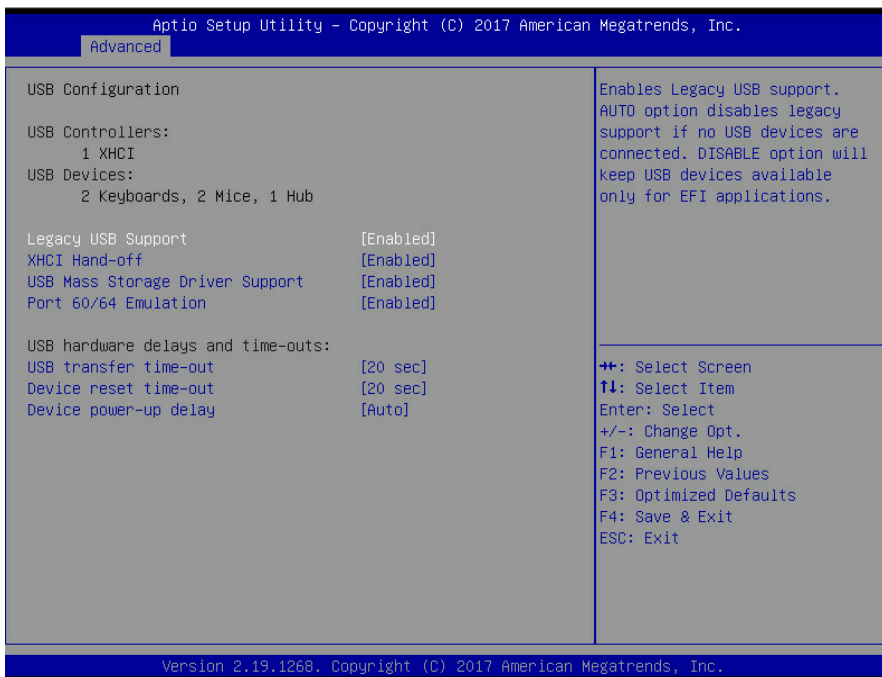 Aptio Setup Utility – Copyright (C) 2017 American Megatrends, Inc.
Advanced
USB Configuration
USB Controllers:
1 XHCI
USB Devices:
2 Keyboards, 2 Mice, 1 Hub
Legacy USB Support [Enabled]
XHCI Hand-off [Enabled]
USB Mass Storage Driver Support [Enabled]
Port 60/64 Emulation [Enabled]
USB hardware delays and time-outs:
USB transfer time-out [20 sec]
Device reset time-out [20 sec]
Device power-up delay [Auto]
Enables Legacy USB support.
AUTO option disables legacy
support if no USB devices are
connected. DISABLE option will
keep USB devices available
only for EFI applications.
→←: Select Screen
↑↓: Select Item
Enter: Select
+/-: Change Opt.
F1: General Help
F2: Previous Values
F3: Optimized Defaults
F4: Save & Exit
ESC: Exit
Version 2.19.1268. Copyright (C) 2017 American Megatrends, Inc.